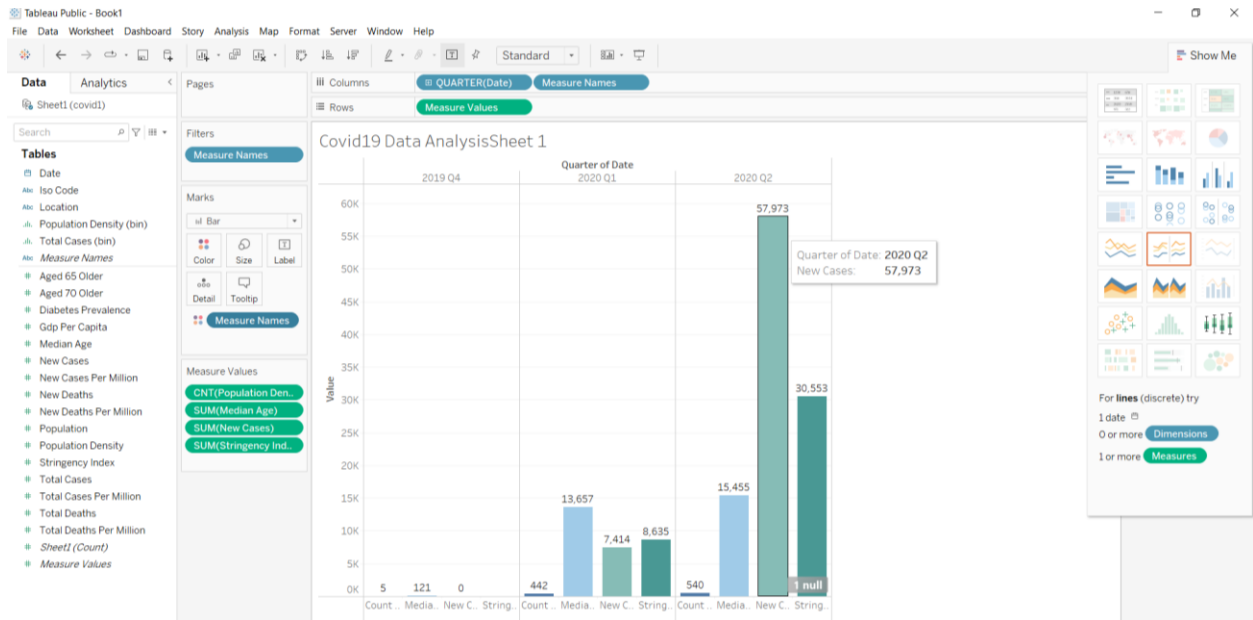 Tableau Public - Book1
File Data Worksheet Dashboard Story Analysis Map Format Server Window Help
Standard
Show Me
Data Analytics
Sheet1 (covid1)
Search
Tables
Date
Abc Iso Code
Abc Location
Population Density (bin)
Total Cases (bin)
Abc Measure Names
# Aged 65 Older
# Aged 70 Older
# Diabetes Prevalence
# Gdp Per Capita
# Median Age
# New Cases
# New Cases Per Million
# New Deaths
# New Deaths Per Million
# Population
# Population Density
# Stringency Index
# Total Cases
# Total Cases Per Million
# Total Deaths
# Total Deaths Per Million
# Sheet1 (Count)
# Measure Values
Pages
Filters
Measure Names
Marks
Bar
Color Size Label
Detail Tooltip
Measure Names
Measure Values
CNT(Population Den..
SUM(Median Age)
SUM(New Cases)
SUM(Stringency Ind..
Columns QUARTER(Date) Measure Names
Rows Measure Values
Covid19 Data AnalysisSheet 1
Quarter of Date
2019 Q4 2020 Q1 2020 Q2
Value
60K
55K
50K
45K
40K
35K
30K
25K
20K
15K
10K
5K
0K
5 121 0
442 13,657 7,414 8,635
540 15,455 57,973 30,553
Quarter of Date: 2020 Q2
New Cases: 57,973
1 null
Count .. Media.. New C.. String.. Count .. Media.. New C.. String.. Count .. Media.. New C.. String..
For lines (discrete) try
1 date
0 or more Dimensions
1 or more Measures